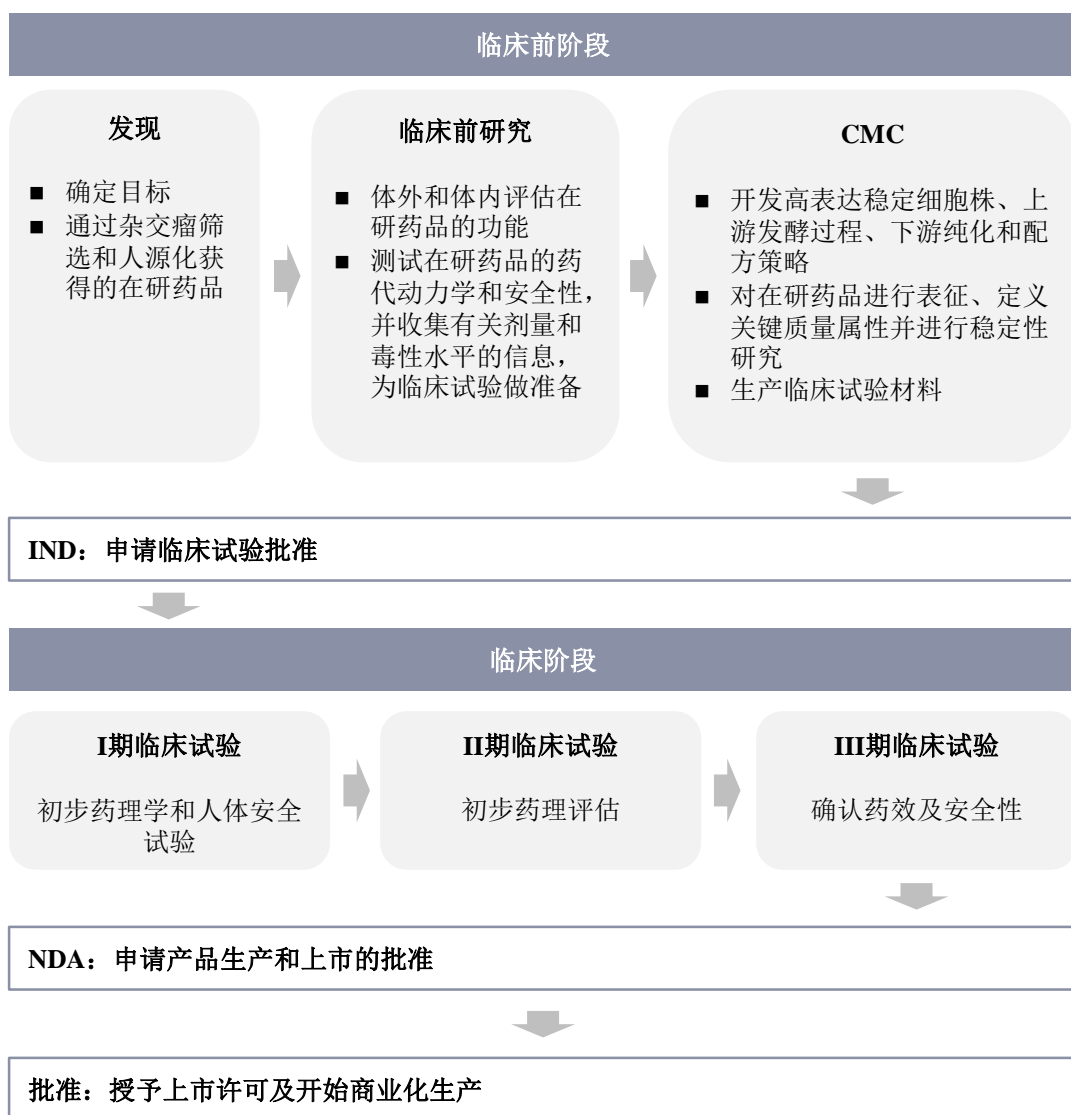 临床前阶段
发现
■ 确定目标
■ 通过杂交瘤筛
选和人源化获
得的在研药品
临床前研究
■ 体外和体内评估在
研药品的功能
■ 测试在研药品的药
代动力学和安全性，
并收集有关剂量和
毒性水平的信息，
为临床试验做准备
CMC
■ 开发高表达稳定细胞株、上
游发酵过程、下游纯化和配
方策略
■ 对在研药品进行表征、定义
关键质量属性并进行稳定性
研究
■ 生产临床试验材料
IND：申请临床试验批准
临床阶段
I期临床试验
初步药理学和人体安全
试验
II期临床试验
初步药理评估
III期临床试验
确认药效及安全性
NDA：申请产品生产和上市的批准
批准：授予上市许可及开始商业化生产